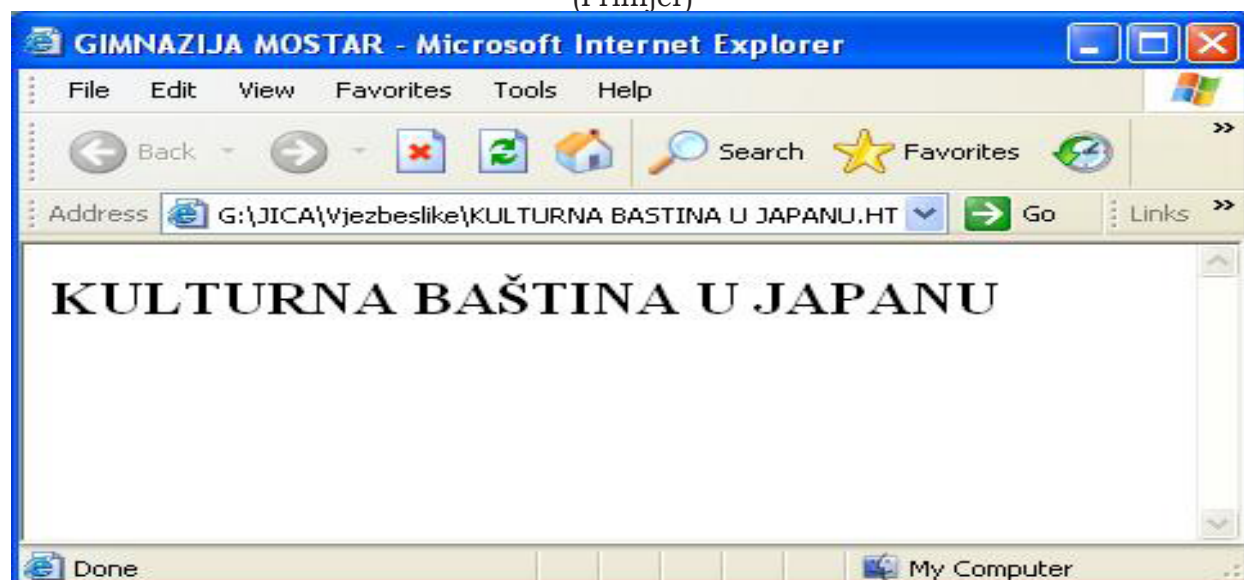 (Primjer)
GIMNAZIJA MOSTAR - Microsoft Internet Explorer
File Edit View Favorites Tools Help
Back Search Favorites »
Address G:\JICA\Vjezbeslike\KULTURNA BASTINA U JAPANU.HT Go Links »
KULTURNA BAŠTINA U JAPANU
Done My Computer